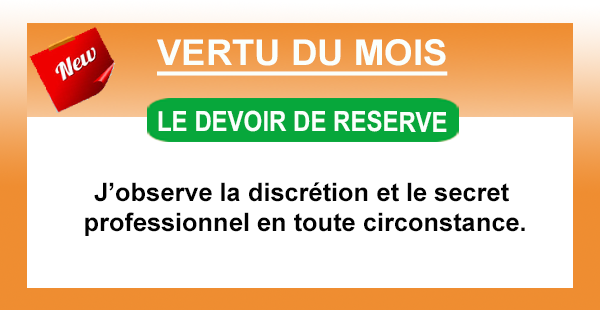 New
VERTU DU MOIS
LE DEVOIR DE RESERVE
J’observe la discrétion et le secret
professionnel en toute circonstance.